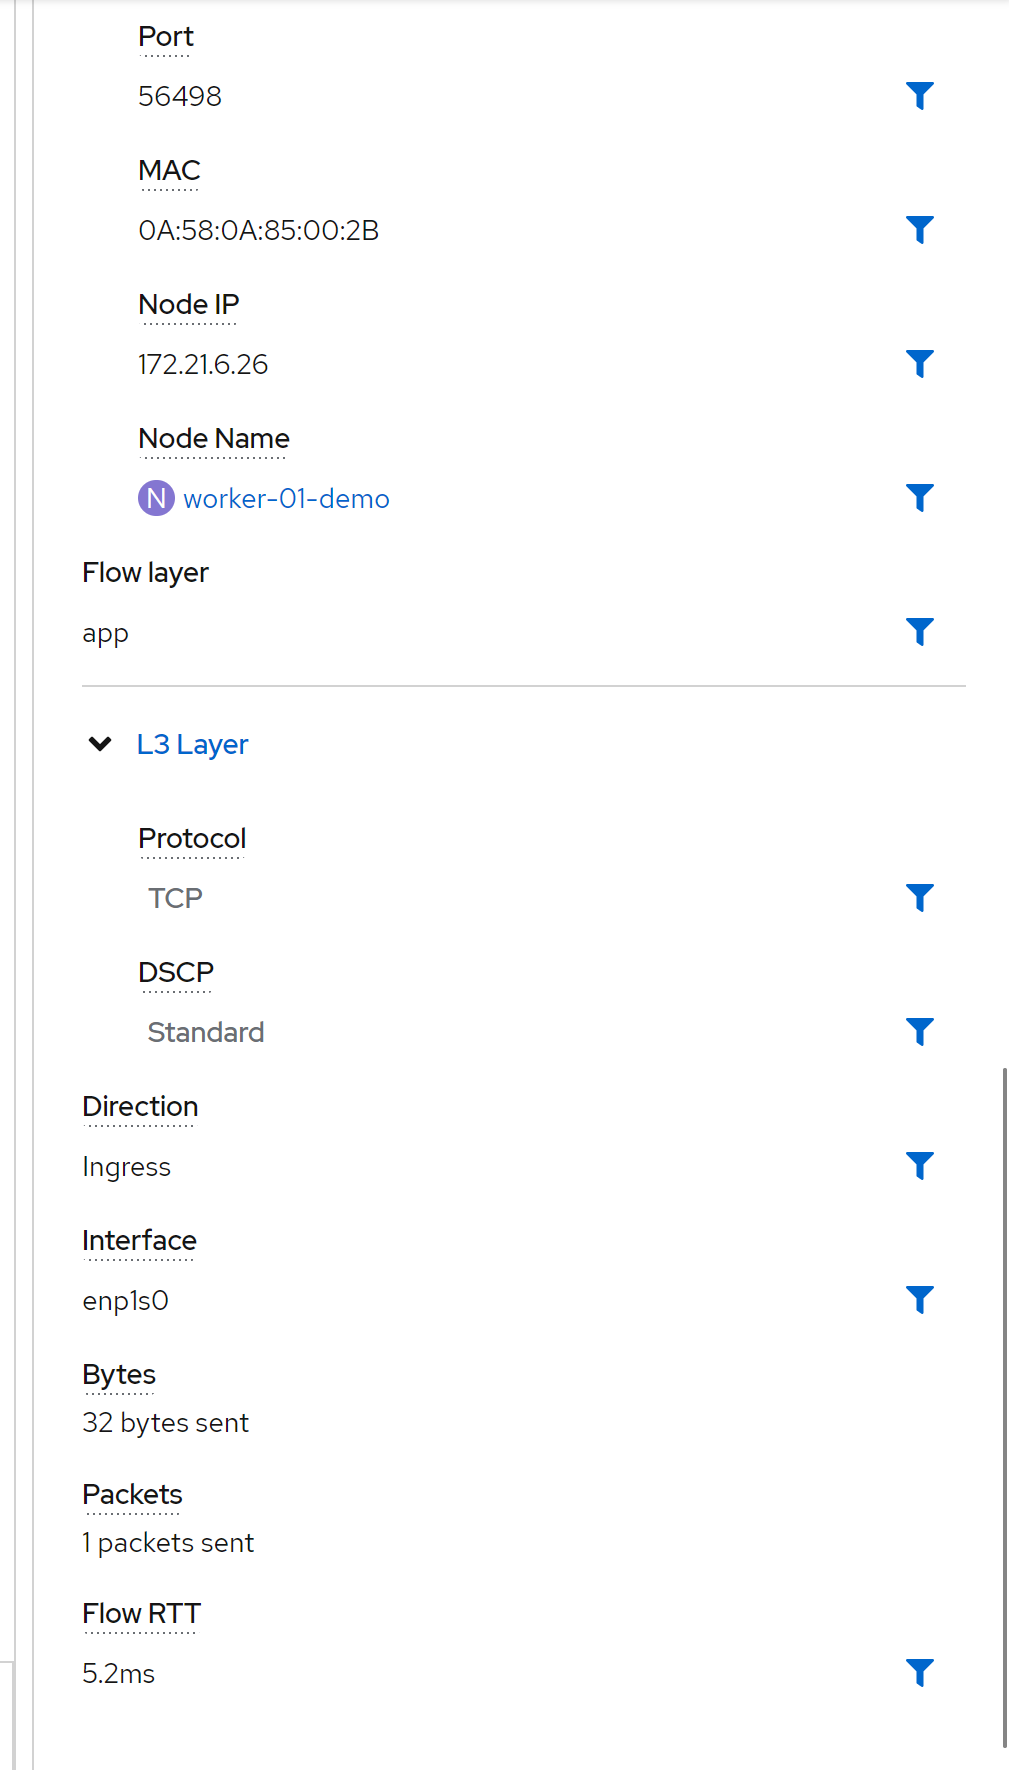 Port
56498
MAC
0A:58:0A:85:00:2B
Node IP
172.21.6.26
Node Name
N worker-01-demo
Flow layer
app
L3 Layer
Protocol
TCP
DSCP
Standard
Direction
Ingress
Interface
enp1s0
Bytes
32 bytes sent
Packets
1 packets sent
Flow RTT
5.2ms